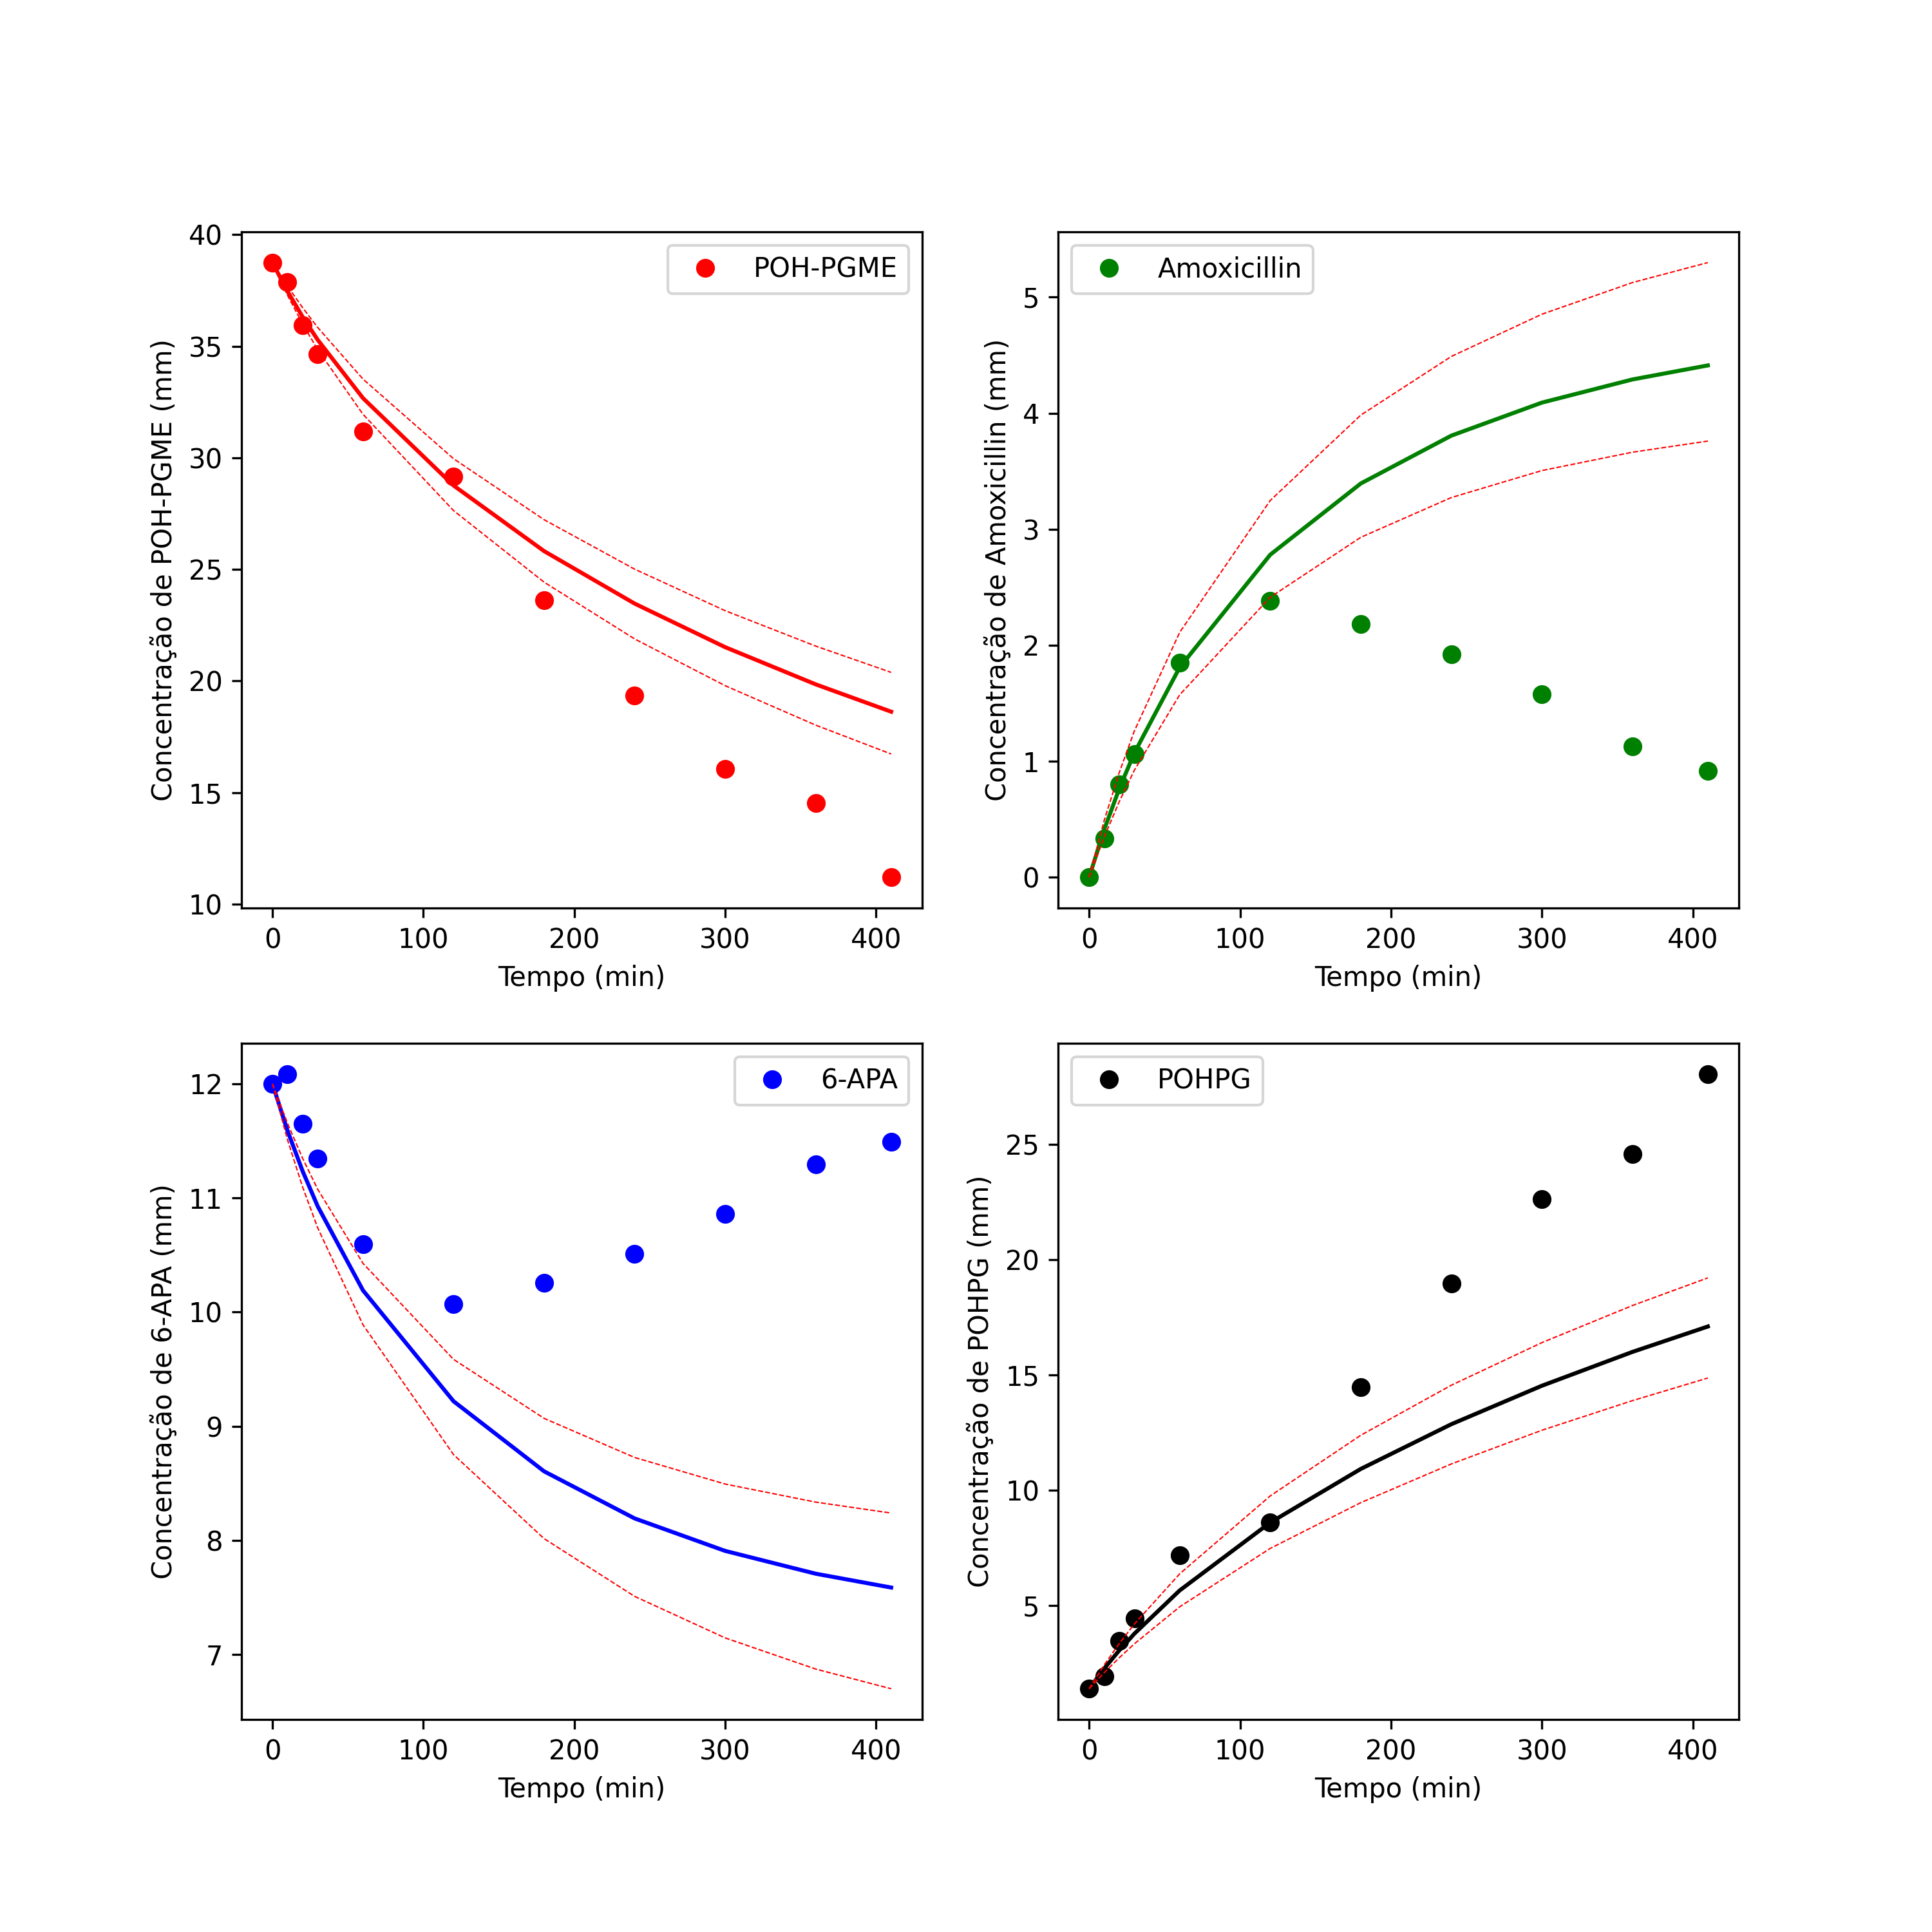 40
35
30
25
20
15
10
Concentração de POH-PGME (mm)
POH-PGME
0 100 200 300 400
Tempo (min)
5
4
3
2
1
0
Concentração de Amoxicillin (mm)
Amoxicillin
0 100 200 300 400
Tempo (min)
12
11
10
9
8
7
Concentração de 6-APA (mm)
6-APA
0 100 200 300 400
Tempo (min)
25
20
15
10
5
Concentração de POHPG (mm)
POHPG
0 100 200 300 400
Tempo (min)